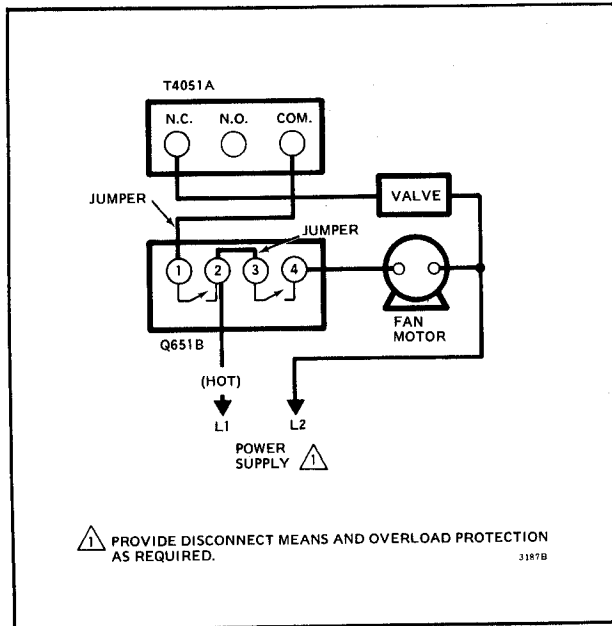 T4051A
N.C. N.O. COM.
JUMPER
VALVE
JUMPER
1 2 3 4
Q651B
FAN
MOTOR
(HOT)
L1 L2
POWER
SUPPLY 1
1 PROVIDE DISCONNECT MEANS AND OVERLOAD PROTECTION
AS REQUIRED.
3187B